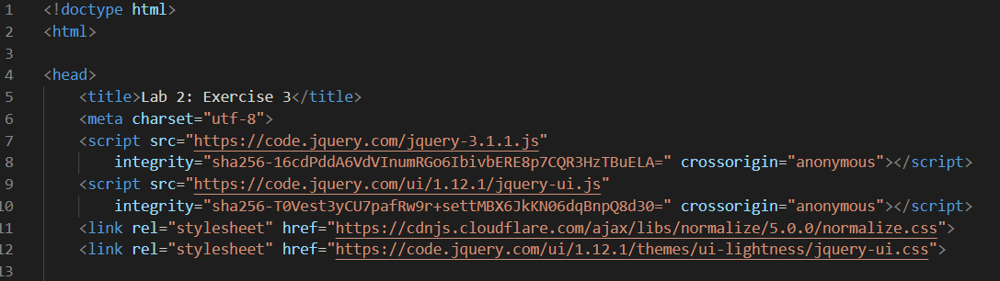 1 <!doctype html>
2 <html>
3
4 <head>
5 <title>Lab 2: Exercise 3</title>
6 <meta charset="utf-8">
7 <script src="https://code.jquery.com/jquery-3.1.1.js"
8 integrity="sha256-16cdPddA6VdVInumRGo6IbivbERE8p7CQR3HzTBuELA=" crossorigin="anonymous"></script>
9 <script src="https://code.jquery.com/ui/1.12.1/jquery-ui.js"
10 integrity="sha256-T0Vest3yCU7pafRw9r+settMBX6JkKN06dqBnpQ8d30=" crossorigin="anonymous"></script>
11 <link rel="stylesheet" href="https://cdnjs.cloudflare.com/ajax/libs/normalize/5.0.0/normalize.css">
12 <link rel="stylesheet" href="https://code.jquery.com/ui/1.12.1/themes/ui-lightness/jquery-ui.css">
13